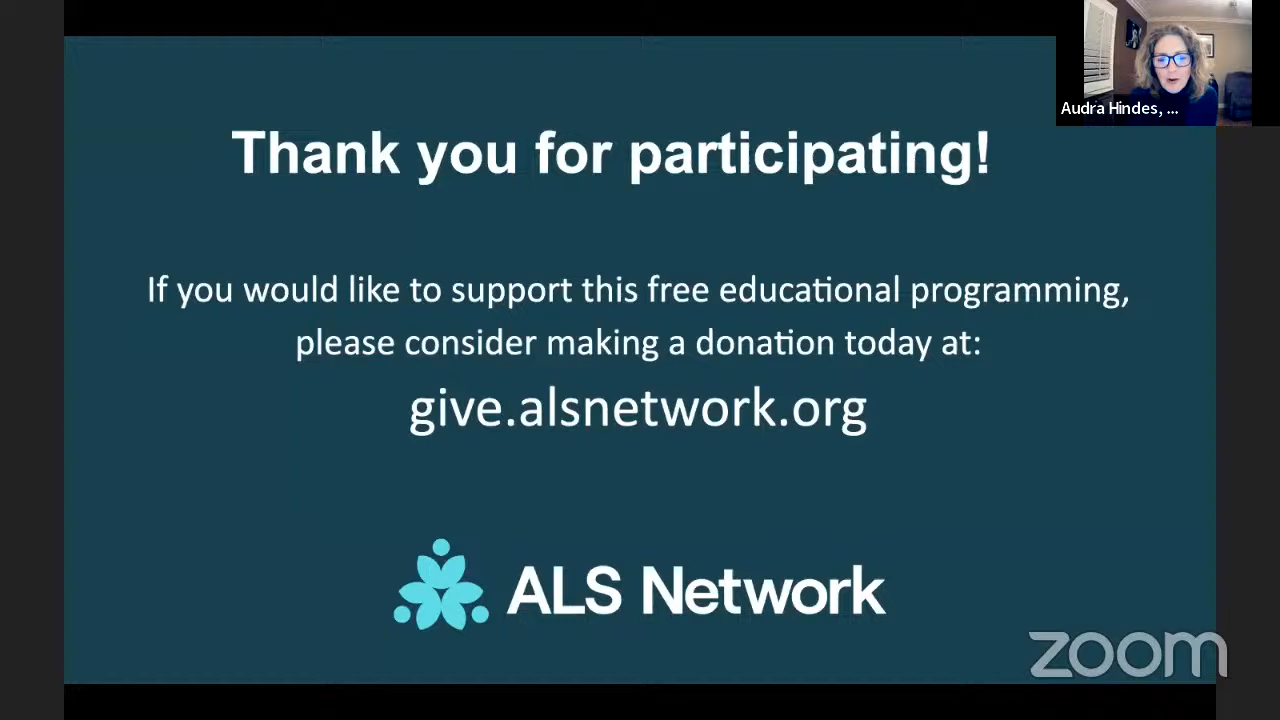 Audra Hindes, ...
Thank you for participating!
If you would like to support this free educational programming,
please consider making a donation today at:
give.alsnetwork.org
ALS Network
zoom